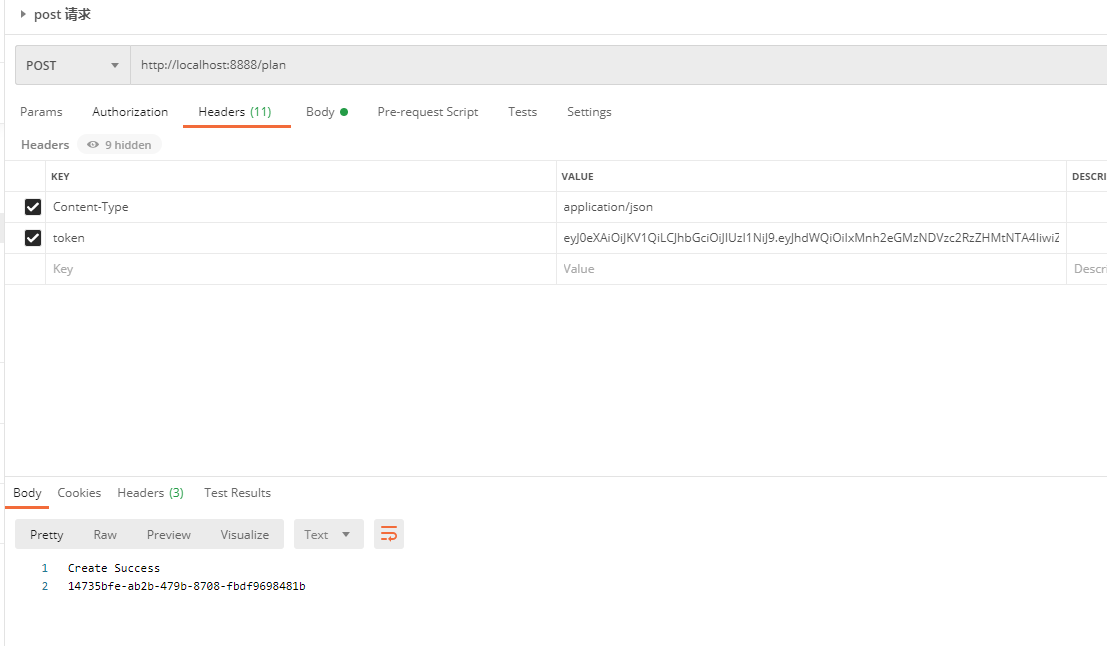 post 请求
POST http://localhost:8888/plan
Params Authorization Headers (11) Body Pre-request Script Tests Settings
Headers 9 hidden
KEY VALUE DESCRI
Content-Type application/json
token eyJ0eXAiOiJKV1QiLCJhbGciOiJIUzI1NiJ9.eyJhdWQiOiIxMnh2eGMzNDVzc2RzZHMtNTA4IiwiZ
Key Value Descri
Body Cookies Headers (3) Test Results
Pretty Raw Preview Visualize Text
1 Create Success
2 14735bfe-ab2b-479b-8708-fbdf9698481b